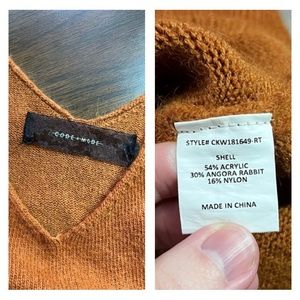 CODE+MODE
STYLE# CKW181649-RT
SHELL
54% ACRYLIC
30% ANGORA RABBIT
16% NYLON
MADE IN CHINA